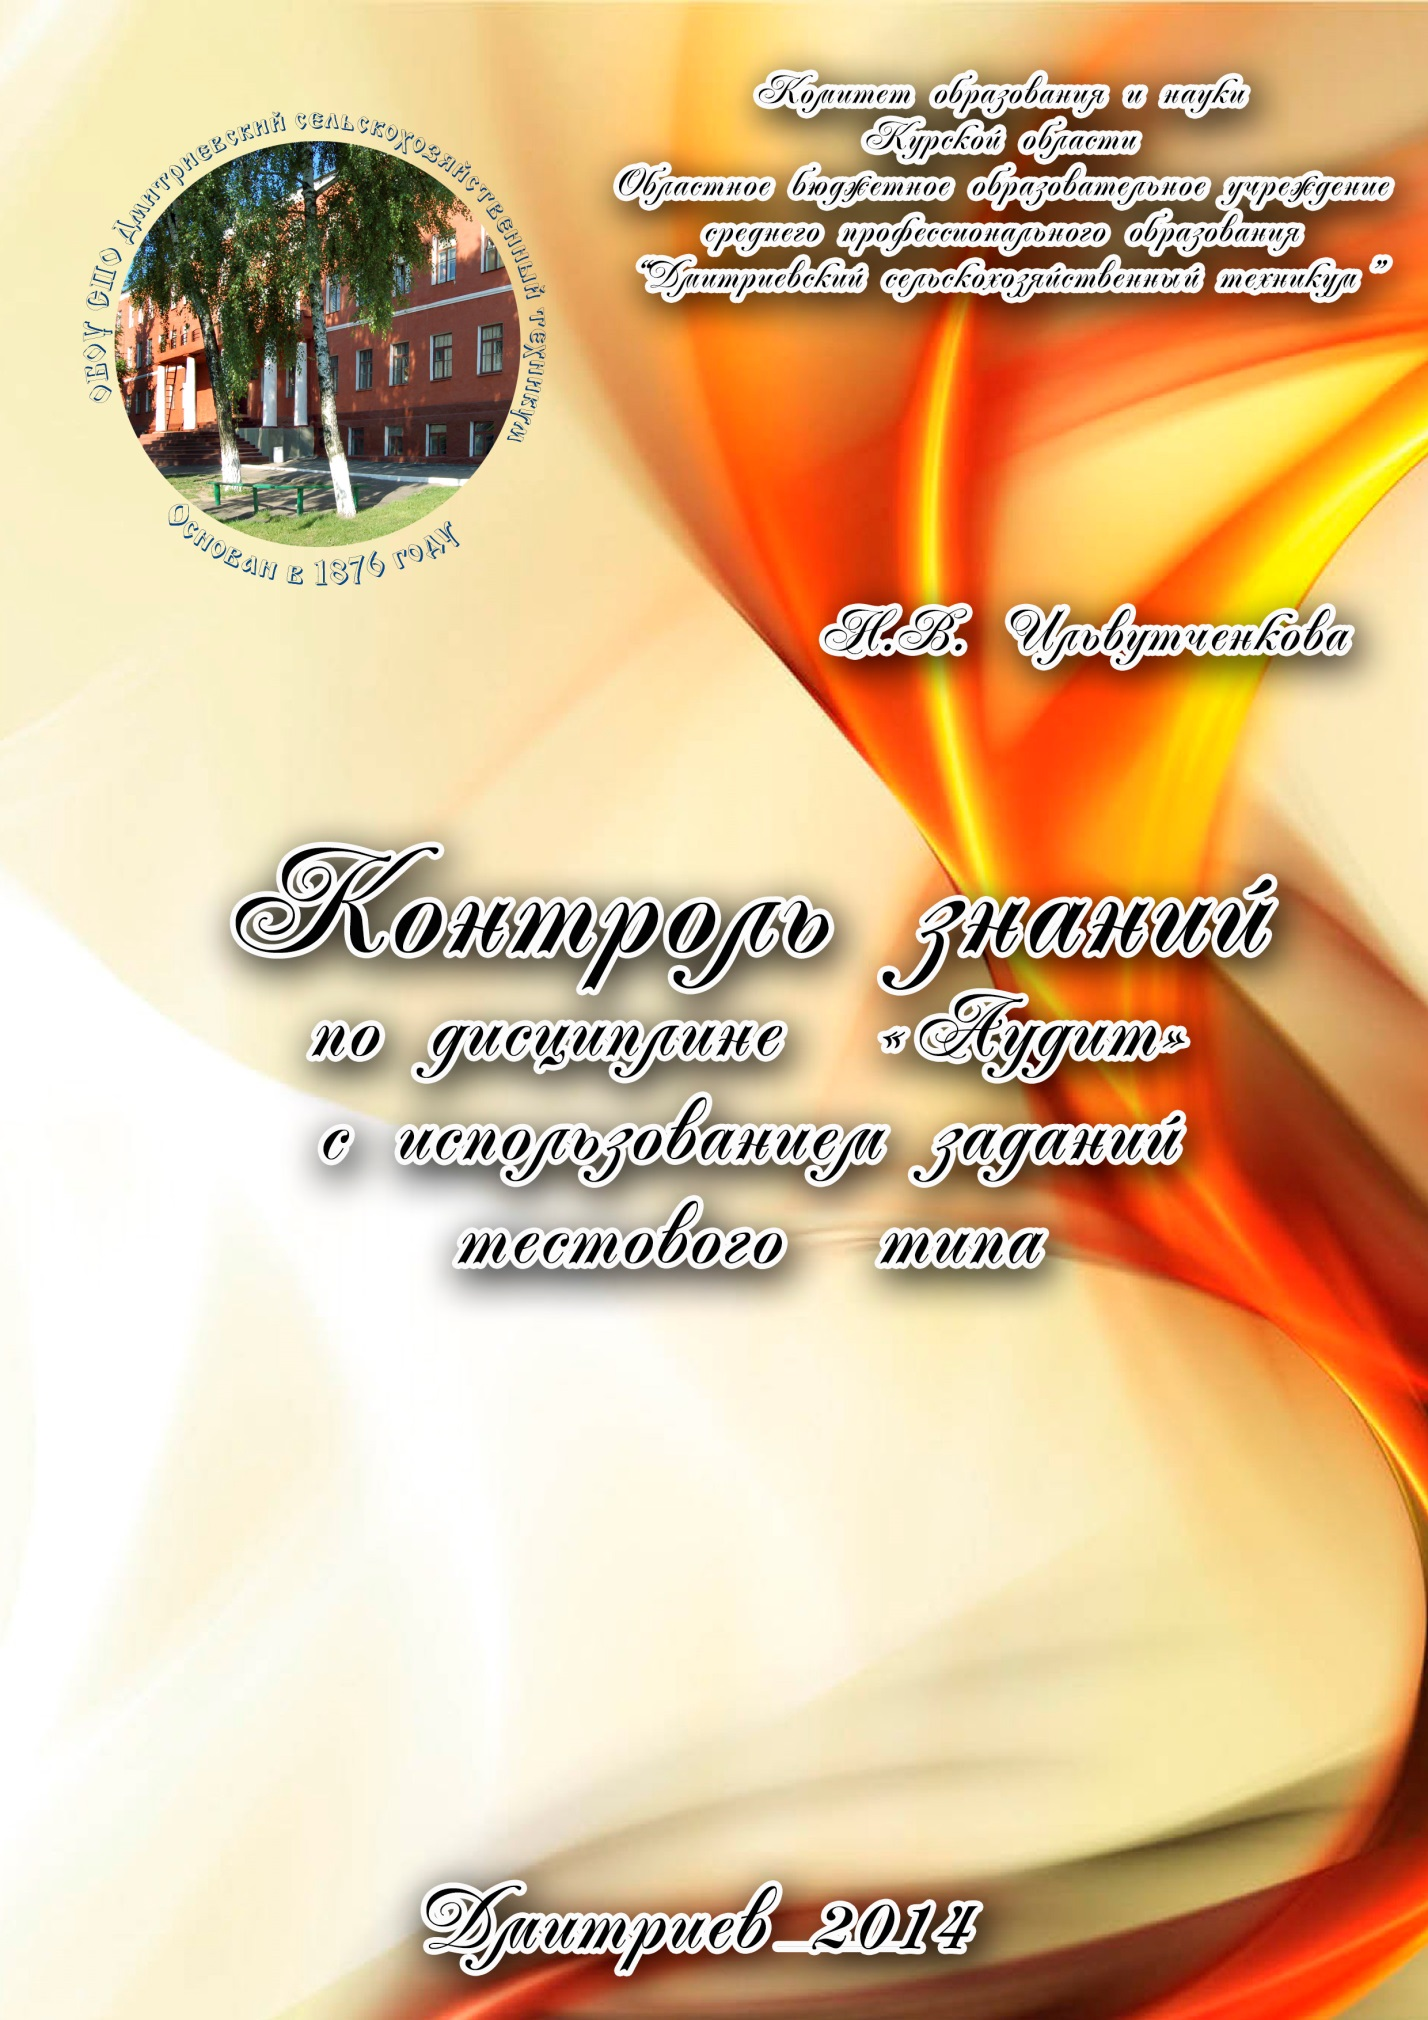 Комитет образования и науки
Курской области
Областное бюджетное образовательное учреждение
среднего профессионального образования
“Дмитриевский сельскохозяйственный техникум”
ОБОУ СПО Дмитриевский сельскохозяйственный техникум
Основан в 1876 году
Н.В. Ильвутченкова
Контроль знаний
по дисциплине «Аудит»
с использованием заданий
тестового типа
Дмитриев_2014